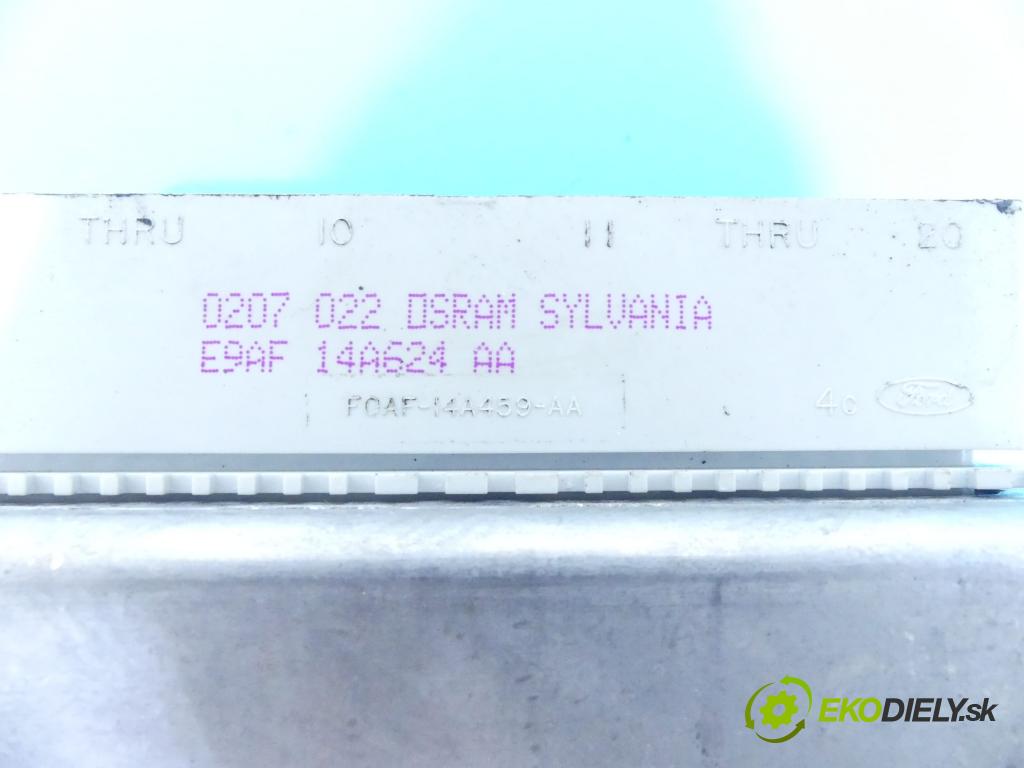 THRU 10 11 THRU 20
0207 022 OSRAM SYLVANIA
E9AF 14A624 AA
F0AF-14A459-AA
4C Ford
EKODIELY.sk